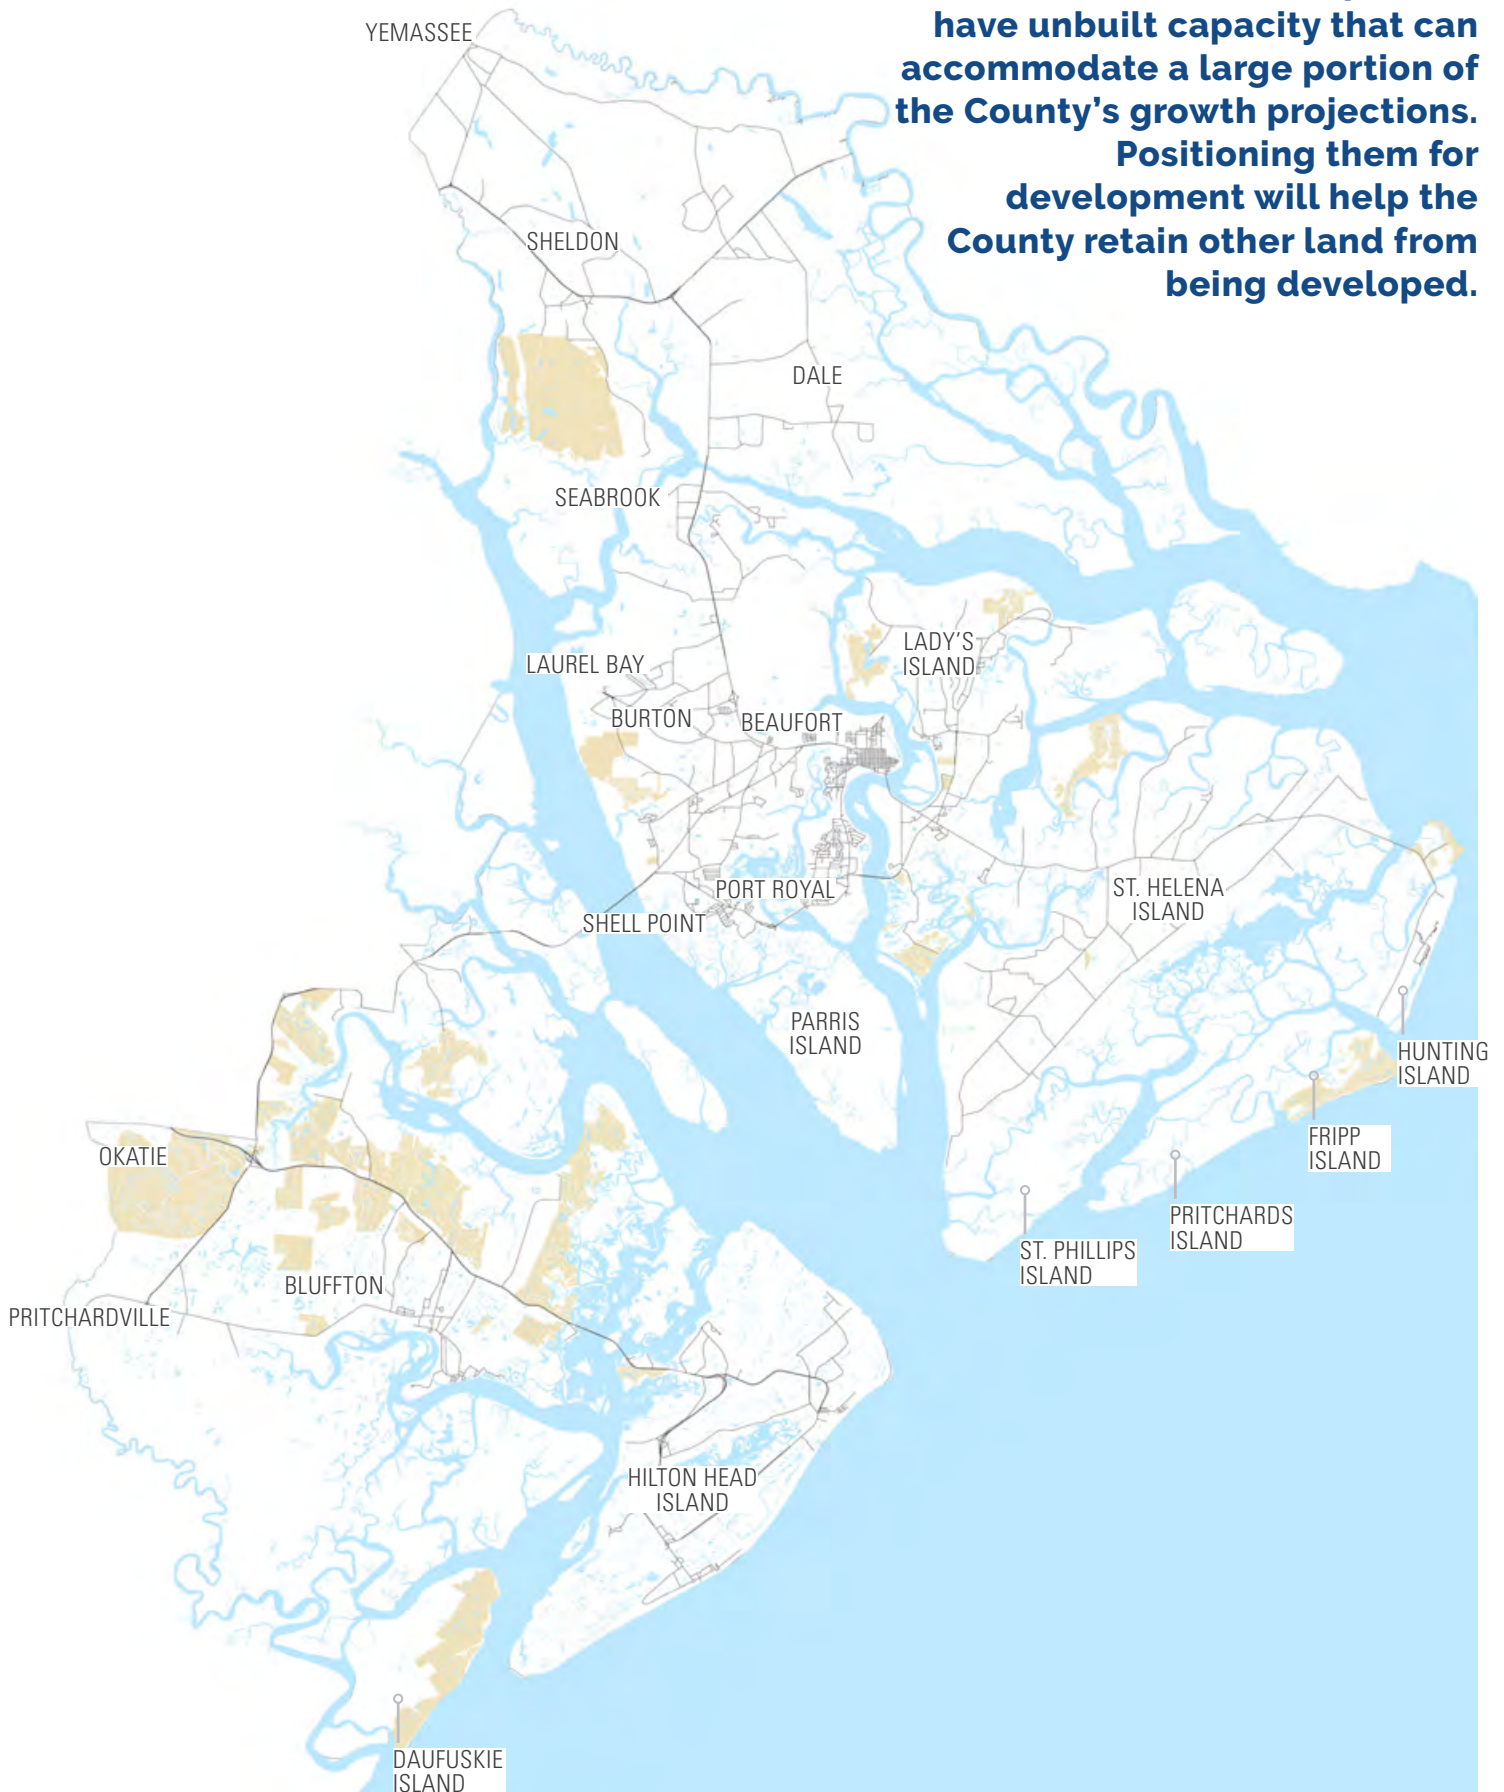 have unbuilt capacity that can
accommodate a large portion of
the County's growth projections.
Positioning them for
development will help the
County retain other land from
being developed.
YEMASSEE
SHELDON
DALE
SEABROOK
LADY'S
ISLAND
LAUREL BAY
BURTON
BEAUFORT
PORT ROYAL
ST. HELENA
ISLAND
SHELL POINT
PARRIS
ISLAND
HUNTING
ISLAND
FRIPP
ISLAND
OKATIE
PRITCHARDS
ISLAND
ST. PHILLIPS
ISLAND
BLUFFTON
PRITCHARDVILLE
HILTON HEAD
ISLAND
DAUFUSKIE
ISLAND